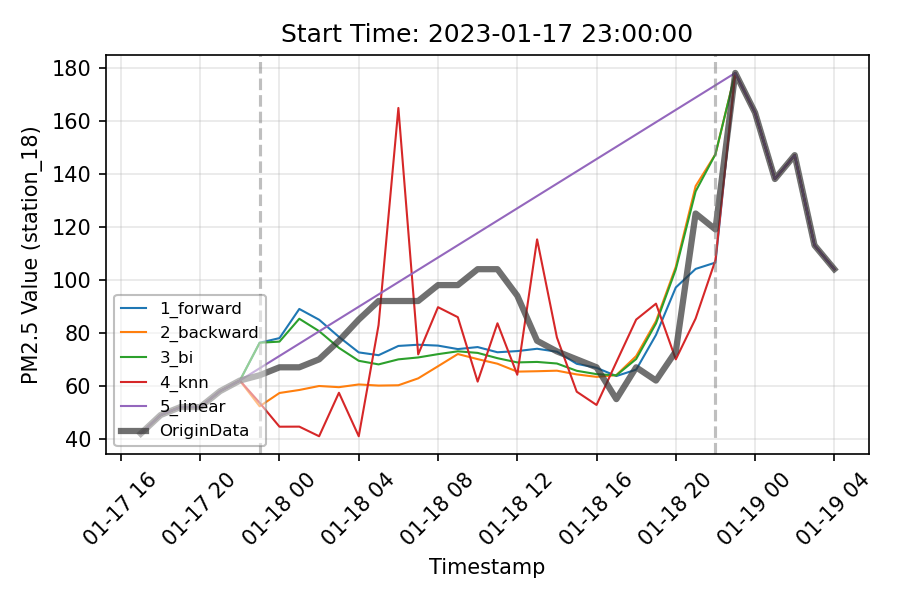 Start Time: 2023-01-17 23:00:00
PM2.5 Value (station_18)
180
160
140
120
100
80
60
40
1_forward
2_backward
3_bi
4_knn
5_linear
OriginData
01-17 16
01-17 20
01-18 00
01-18 04
01-18 08
01-18 12
01-18 16
01-18 20
01-19 00
01-19 04
Timestamp